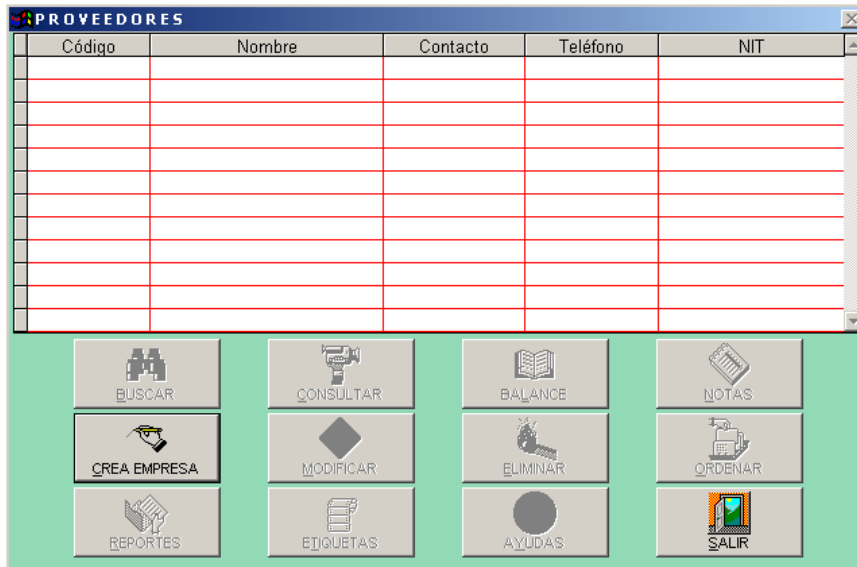 PROVEEDORES
Código Nombre Contacto Teléfono NIT
BUSCAR CONSULTAR BALANCE NOTAS
CREA EMPRESA MODIFICAR ELIMINAR ORDENAR
REPORTES ETIQUETAS AYUDAS SALIR